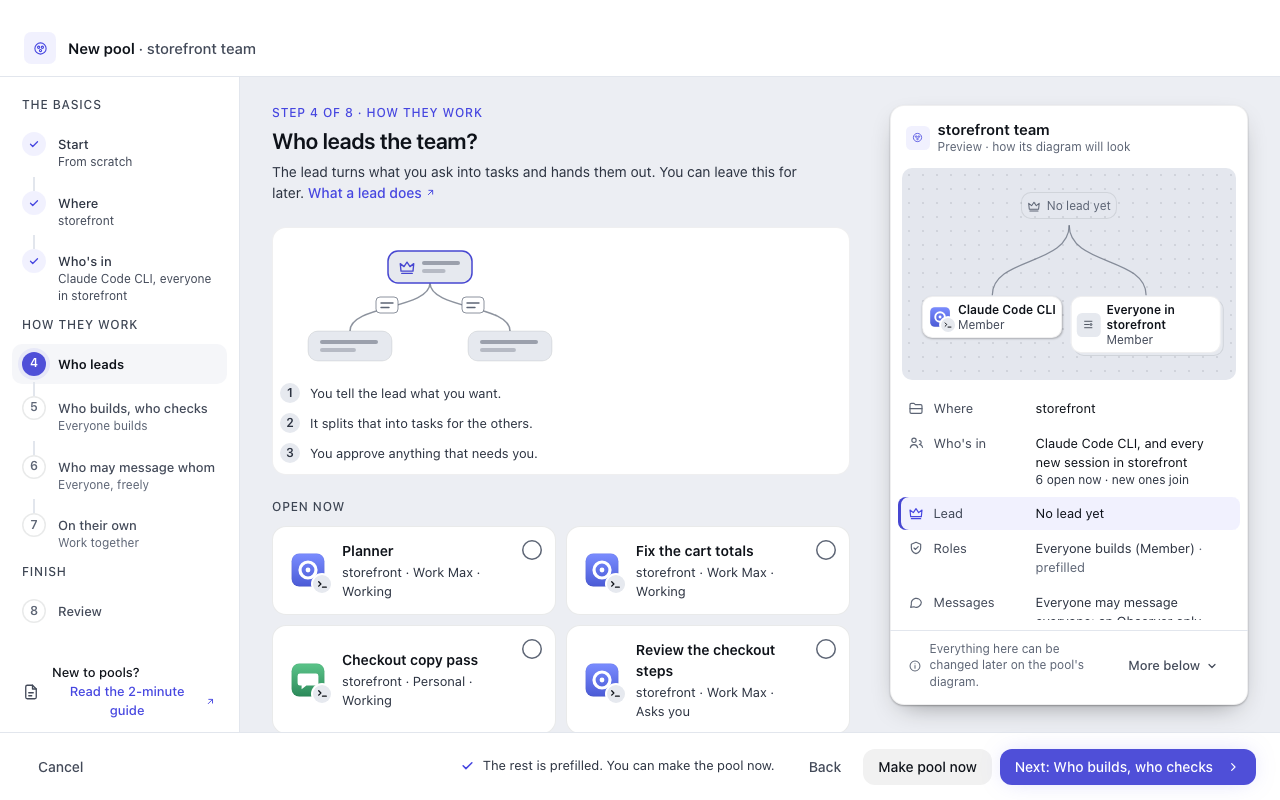 New pool · storefront team
THE BASICS
Start
From scratch
Where
storefront
Who's in
Claude Code CLI, everyone
in storefront
HOW THEY WORK
4
Who leads
5
Who builds, who checks
Everyone builds
6
Who may message whom
Everyone, freely
7
On their own
Work together
FINISH
8
Review
New to pools?
Read the 2-minute
guide
STEP 4 OF 8 · HOW THEY WORK
Who leads the team?
The lead turns what you ask into tasks and hands them out. You can leave this for
later. What a lead does
1 You tell the lead what you want.
2 It splits that into tasks for the others.
3 You approve anything that needs you.
OPEN NOW
Planner
storefront · Work Max ·
Working
Fix the cart totals
storefront · Work Max ·
Working
Checkout copy pass
storefront · Personal ·
Working
Review the checkout
steps
storefront · Work Max ·
Asks you
storefront team
Preview · how its diagram will look
No lead yet
Claude Code CLI
Member
Everyone in
storefront
Member
Where storefront
Who's in Claude Code CLI, and every
new session in storefront
6 open now · new ones join
Lead No lead yet
Roles Everyone builds (Member) ·
prefilled
Messages Everyone may message
Everything here can be
changed later on the pool's
diagram.
More below
Cancel
The rest is prefilled. You can make the pool now.
Back
Make pool now
Next: Who builds, who checks